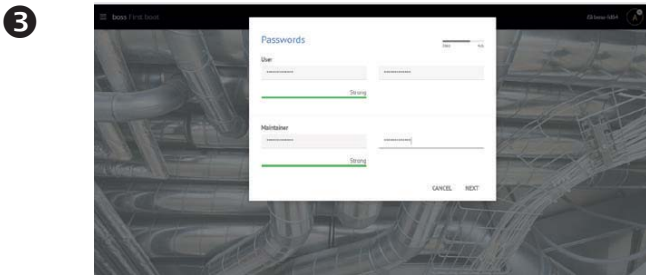 3
boss First boot
Passwords
User
Strong
Maintainer
Strong
CANCEL NEXT